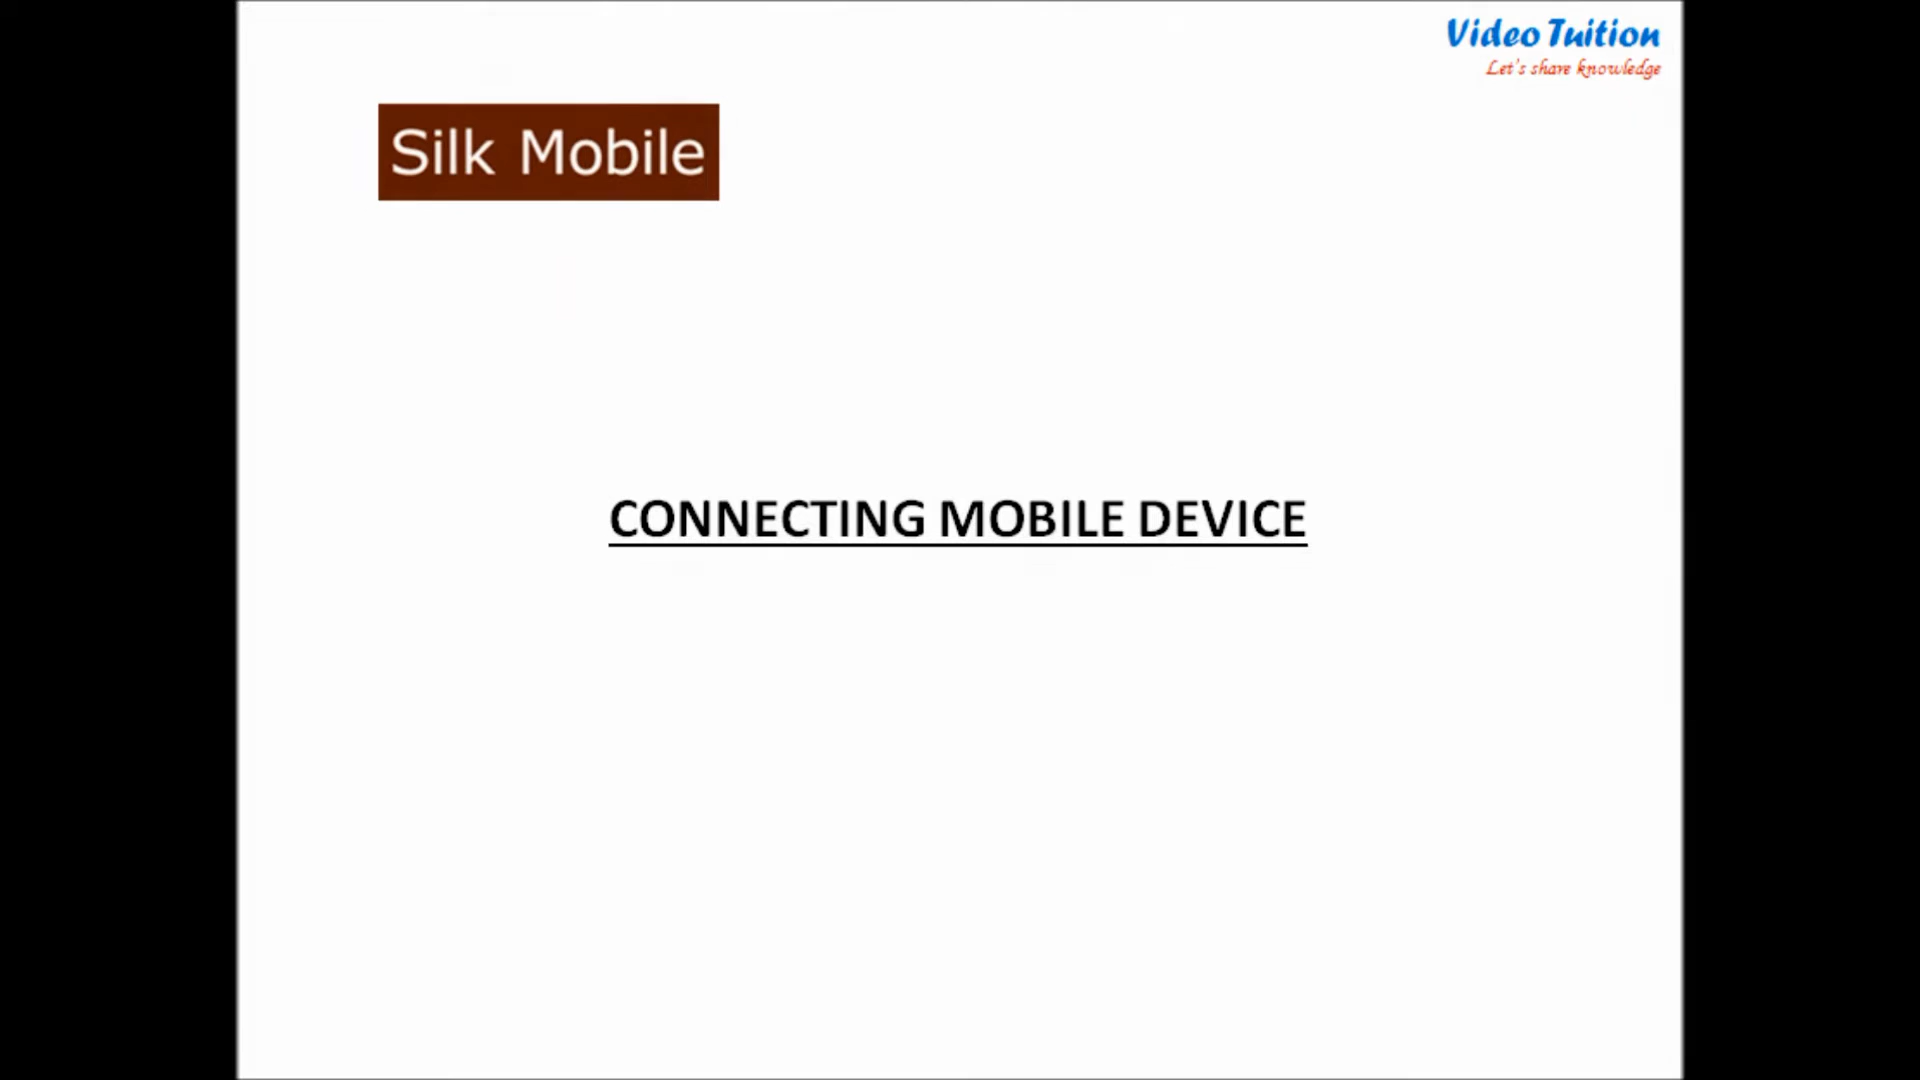 Video Tuition
Let's share knowledge
Silk Mobile
CONNECTING MOBILE DEVICE